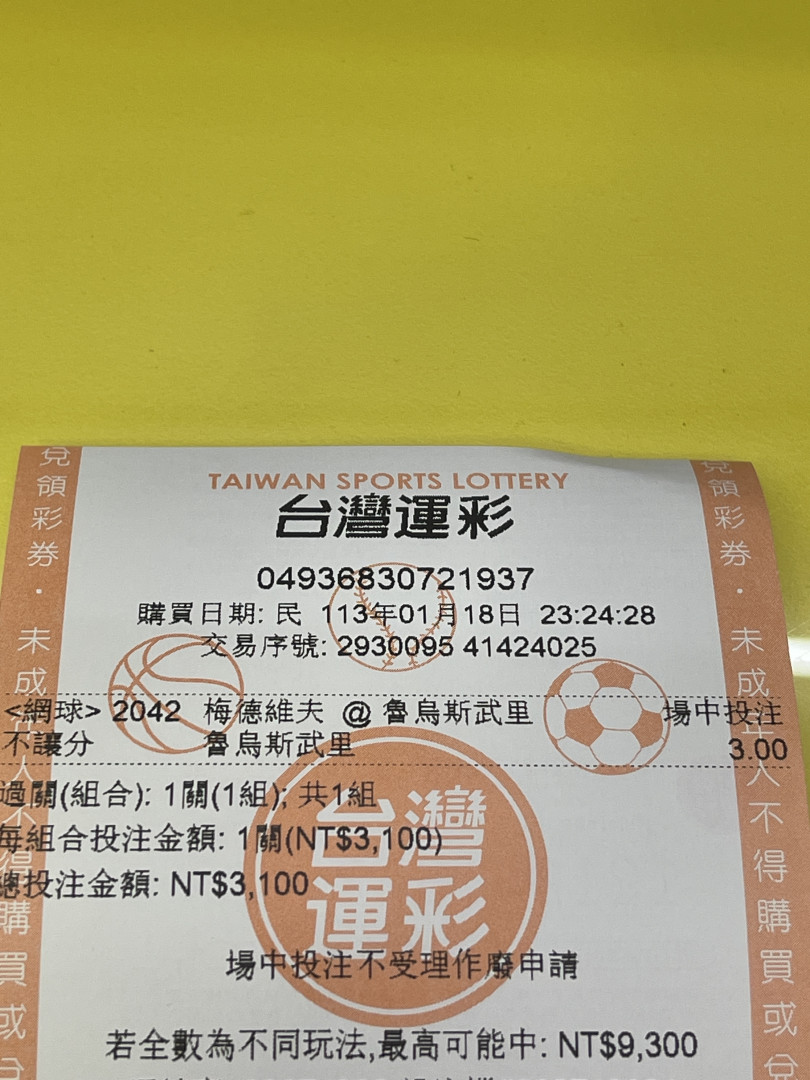 TAIWAN SPORTS LOTTERY
台灣運彩
04936830721937
購買日期: 民 113年01月18日 23:24:28
交易序號: 2930095 41424025
<網球> 2042 梅德維夫 @ 魯烏斯武里 場中投注
不讓分 魯烏斯武里 3.00
過關(組合): 1關(1組); 共1組
每組合投注金額: 1關(NT$3,100)
總投注金額: NT$3,100
台灣
運彩
場中投注不受理作廢申請
若全數為不同玩法,最高可能中: NT$9,300
兌領彩券・未成年人不得購買或
兌領彩券・未成年人不得購買或